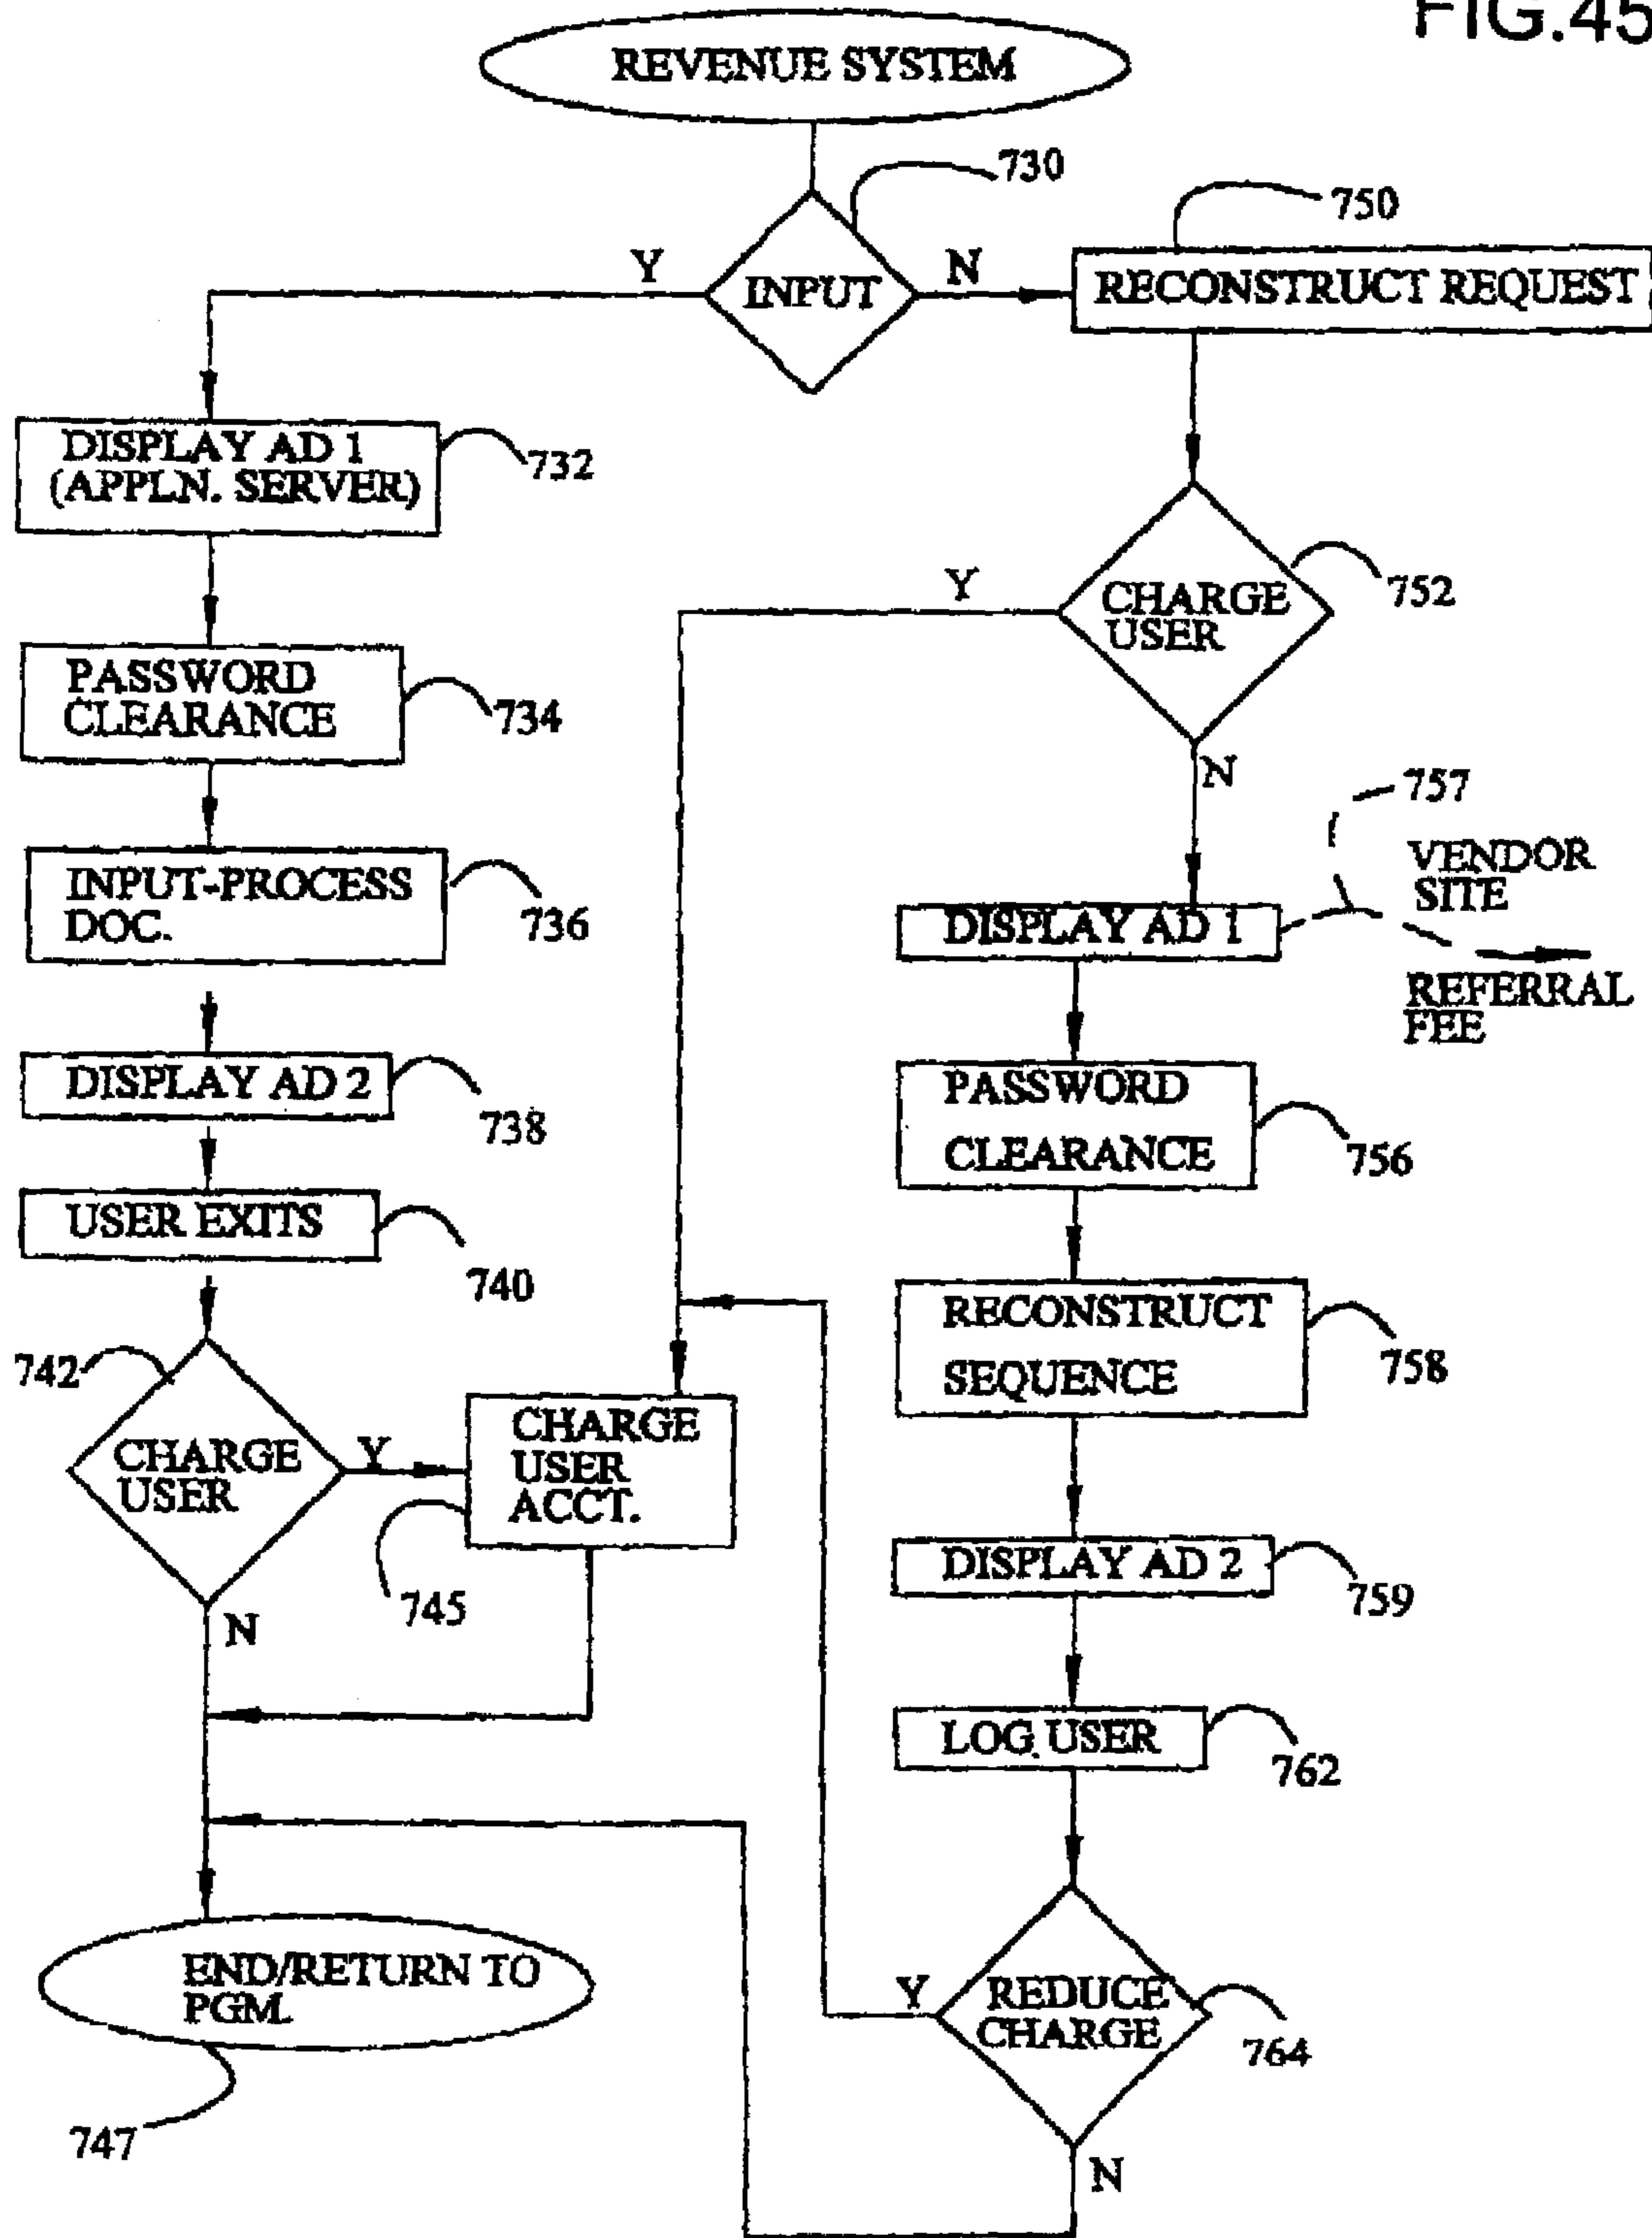 FIG.45
REVENUE SYSTEM
730
750
Y
INPUT
N
RECONSTRUCT REQUEST
DISPLAY AD 1
(APPLN. SERVER)
732
Y
CHARGE
USER
752
PASSWORD
CLEARANCE
734
N
757
VENDOR
SITE
INPUT-PROCESS
DOC.
736
DISPLAY AD 1
REFERRAL
FEE
DISPLAY AD 2
738
PASSWORD
CLEARANCE
756
USER EXITS
740
RECONSTRUCT
SEQUENCE
758
742
CHARGE
USER
Y
CHARGE
USER
ACCT.
745
N
DISPLAY AD 2
759
LOG USER
762
END/RETURN TO
PGM.
747
Y
REDUCE
CHARGE
764
N